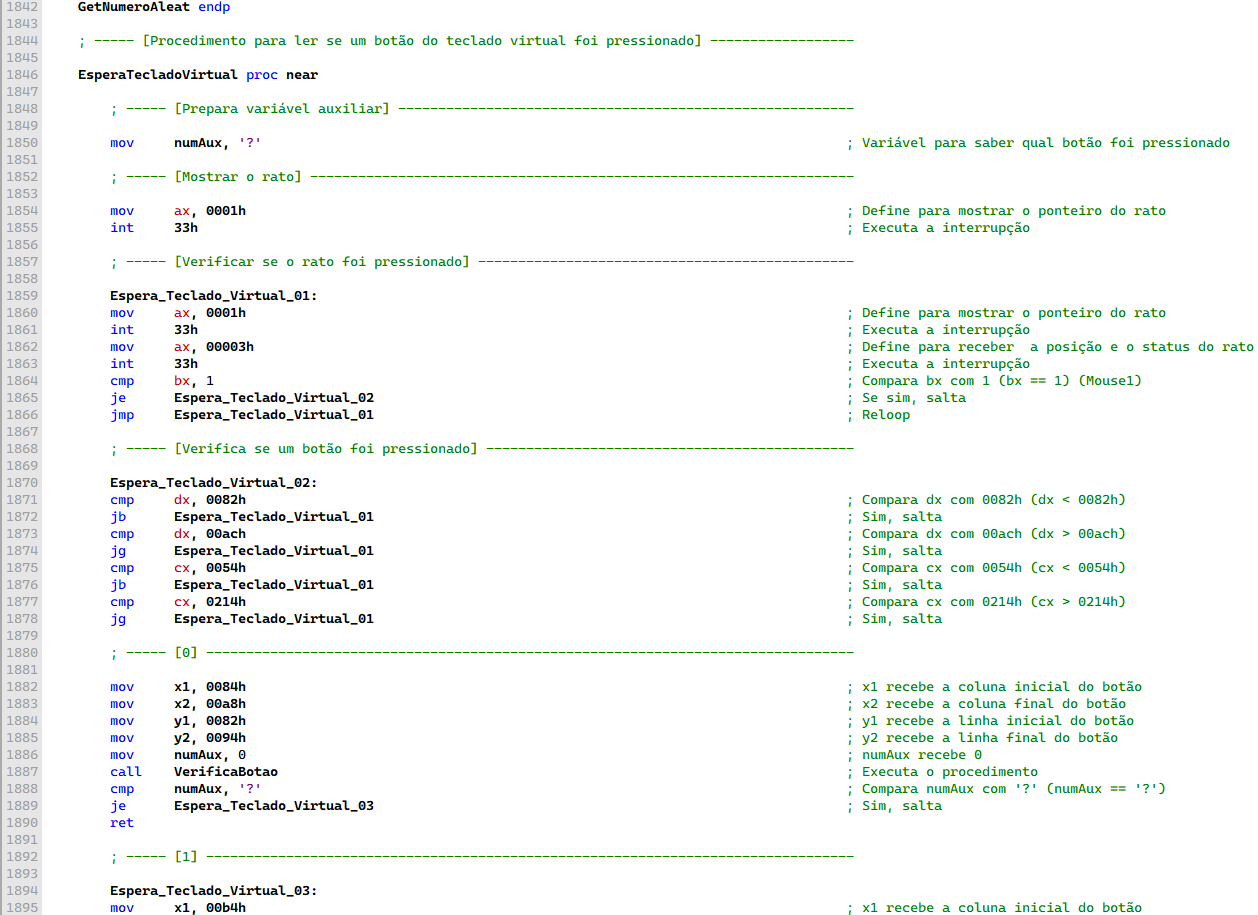 1842 GetNumeroAleat endp
1843
1844 ; ----- [Procedimento para ler se um botão do teclado virtual foi pressionado] ------------------
1845
1846 EsperaTecladoVirtual proc near
1847
1848 ; ----- [Prepara variável auxiliar] ---------------------------------------------------------
1849
1850 mov numAux, '?' ; Variável para saber qual botão foi pressionado
1851
1852 ; ----- [Mostrar o rato] --------------------------------------------------------------------
1853
1854 mov ax, 0001h ; Define para mostrar o ponteiro do rato
1855 int 33h ; Executa a interrupção
1856
1857 ; ----- [Verificar se o rato foi pressionado] -----------------------------------------------
1858
1859 Espera_Teclado_Virtual_01:
1860 mov ax, 0001h ; Define para mostrar o ponteiro do rato
1861 int 33h ; Executa a interrupção
1862 mov ax, 00003h ; Define para receber  a posição e o status do rato
1863 int 33h ; Executa a interrupção
1864 cmp bx, 1 ; Compara bx com 1 (bx == 1) (Mouse1)
1865 je Espera_Teclado_Virtual_02 ; Se sim, salta
1866 jmp Espera_Teclado_Virtual_01 ; Reloop
1867
1868 ; ----- [Verifica se um botão foi pressionado] ----------------------------------------------
1869
1870 Espera_Teclado_Virtual_02:
1871 cmp dx, 0082h ; Compara dx com 0082h (dx < 0082h)
1872 jb Espera_Teclado_Virtual_01 ; Sim, salta
1873 cmp dx, 00ach ; Compara dx com 00ach (dx > 00ach)
1874 jg Espera_Teclado_Virtual_01 ; Sim, salta
1875 cmp cx, 0054h ; Compara cx com 0054h (cx < 0054h)
1876 jb Espera_Teclado_Virtual_01 ; Sim, salta
1877 cmp cx, 0214h ; Compara cx com 0214h (cx > 0214h)
1878 jg Espera_Teclado_Virtual_01 ; Sim, salta
1879
1880 ; ----- [0] ---------------------------------------------------------------------------------
1881
1882 mov x1, 0084h ; x1 recebe a coluna inicial do botão
1883 mov x2, 00a8h ; x2 recebe a coluna final do botão
1884 mov y1, 0082h ; y1 recebe a linha inicial do botão
1885 mov y2, 0094h ; y2 recebe a linha final do botão
1886 mov numAux, 0 ; numAux recebe 0
1887 call VerificaBotao ; Executa o procedimento
1888 cmp numAux, '?' ; Compara numAux com '?' (numAux == '?')
1889 je Espera_Teclado_Virtual_03 ; Sim, salta
1890 ret
1891
1892 ; ----- [1] ---------------------------------------------------------------------------------
1893
1894 Espera_Teclado_Virtual_03:
1895 mov x1, 00b4h ; x1 recebe a coluna inicial do botão